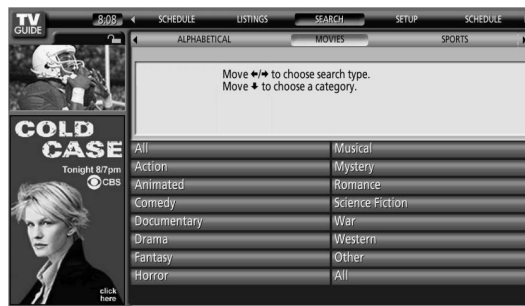 TV
GUIDE
8:08
SCHEDULE LISTINGS SEARCH SETUP SCHEDULE
ALPHABETICAL MOVIES SPORTS
Move ←/→ to choose search type.
Move ↓ to choose a category.
COLD
CASE
Tonight 8/7pm
CBS
click
here
All Musical
Action Mystery
Animated Romance
Comedy Science Fiction
Documentary War
Drama Western
Fantasy Other
Horror All